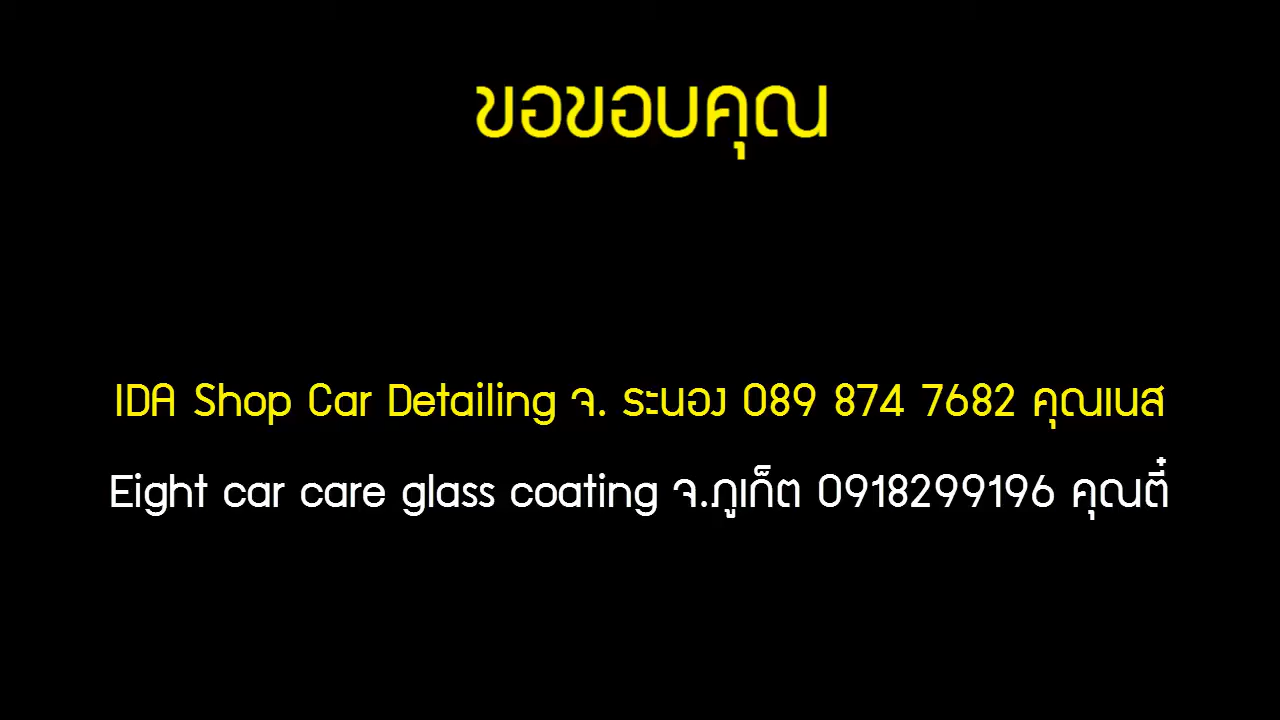 ขอขอบคุณ
IDA Shop Car Detailing จ. ระนอง 089 874 7682 คุณเนส
Eight car care glass coating จ.ภูเก็ต 0918299196 คุณตี๋